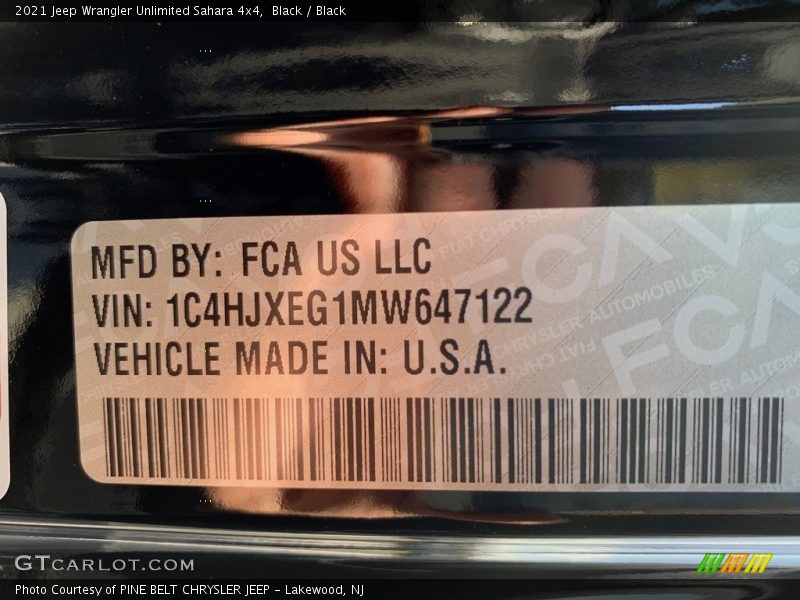 2021 Jeep Wrangler Unlimited Sahara 4x4, Black / Black
MFD BY: FCA US LLC
VIN: 1C4HJXEG1MW647122
VEHICLE MADE IN: U.S.A.
GTCARLOT.COM
Photo Courtesy of PINE BELT CHRYSLER JEEP - Lakewood, NJ